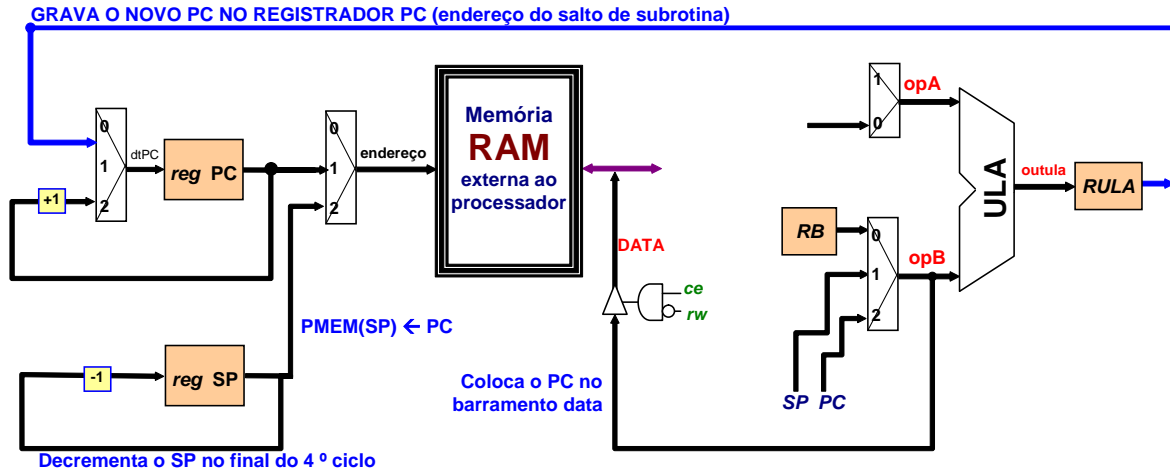 GRAVA O NOVO PC NO REGISTRADOR PC (endereço do salto de subrotina)
0
1
2
dtPC
reg PC
+1
0
1
2
endereço
Memória
RAM
externa ao
processador
1
0
opA
ULA
outula
RULA
RB
0
1
2
opB
DATA
ce
rw
SP PC
PMEM(SP) ← PC
-1
reg SP
Coloca o PC no
barramento data
Decrementa o SP no final do 4 º ciclo